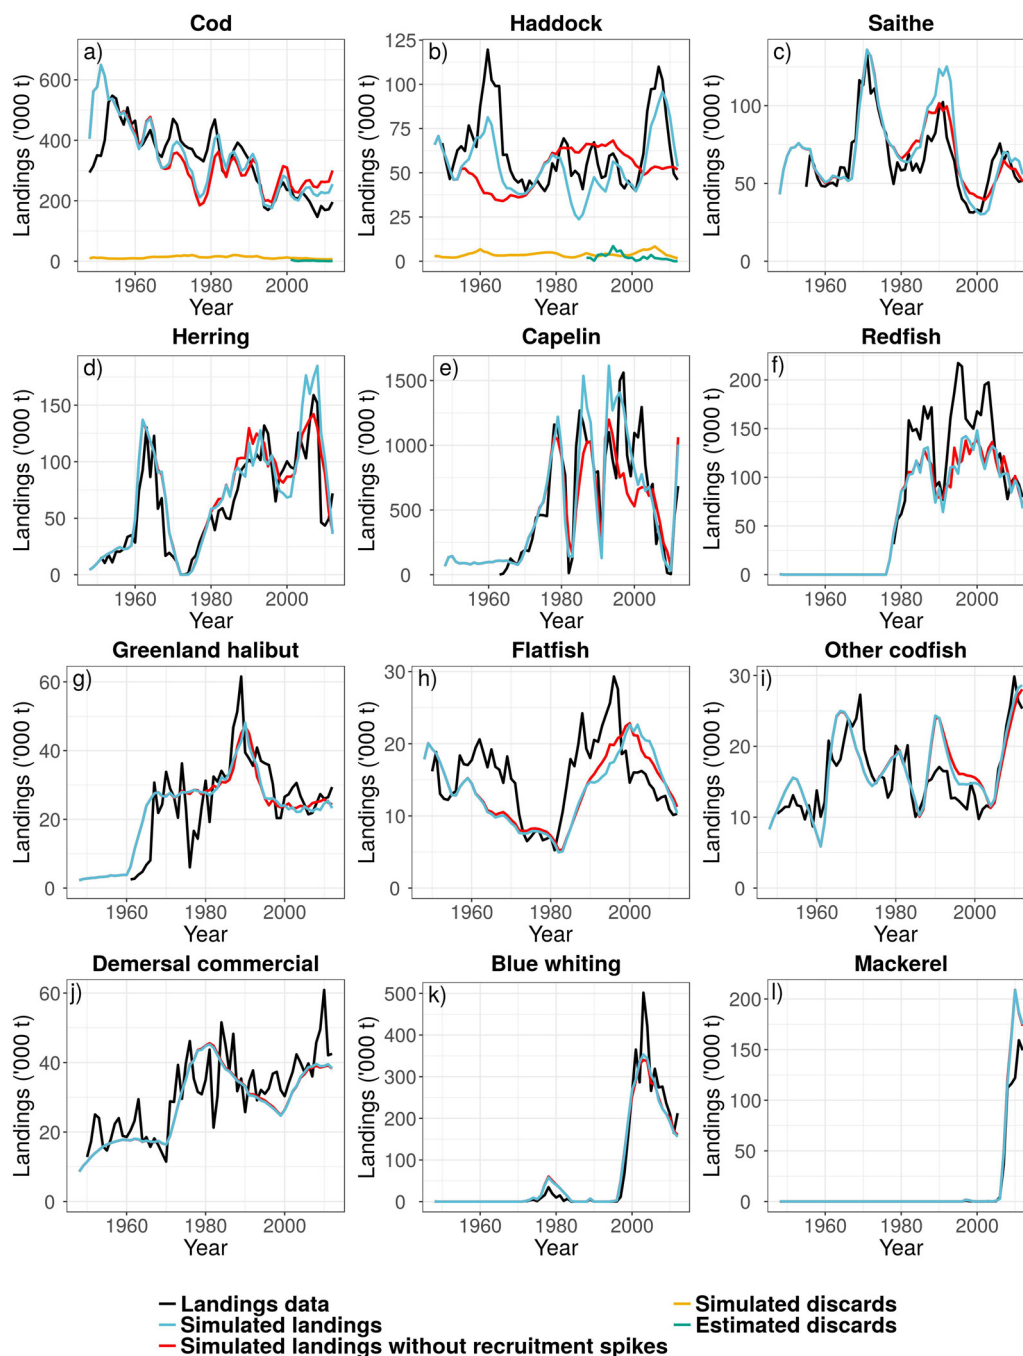 Cod Haddock Saithe
a) b) c)
Landings ('000 t) Landings ('000 t) Landings ('000 t)
600 400 200 0
125 100 75 50 25 0
100 50 0
1960 1980 2000 1960 1980 2000 1960 1980 2000
Year Year Year
Herring Capelin Redfish
d) e) f)
Landings ('000 t) Landings ('000 t) Landings ('000 t)
150 100 50 0
1500 1000 500 0
200 150 100 50 0
1960 1980 2000 1960 1980 2000 1960 1980 2000
Year Year Year
Greenland halibut Flatfish Other codfish
g) h) i)
Landings ('000 t) Landings ('000 t) Landings ('000 t)
60 40 20 0
30 20 10 0
30 20 10 0
1960 1980 2000 1960 1980 2000 1960 1980 2000
Year Year Year
Demersal commercial Blue whiting Mackerel
j) k) l)
Landings ('000 t) Landings ('000 t) Landings ('000 t)
60 40 20 0
500 400 300 200 100 0
200 150 100 50 0
1960 1980 2000 1960 1980 2000 1960 1980 2000
Year Year Year
Landings data
Simulated landings
Simulated landings without recruitment spikes
Simulated discards
Estimated discards